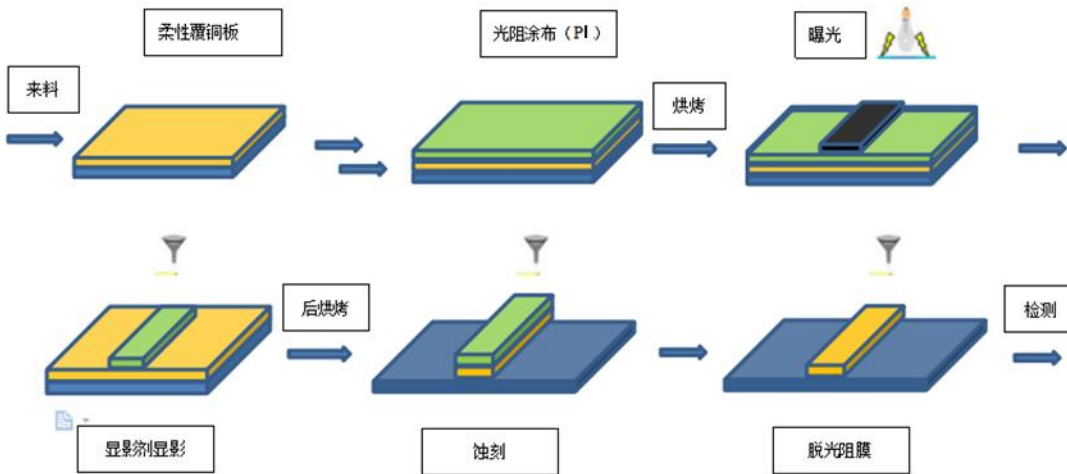 柔性覆铜板
光阻涂布（PI）
曝光
来料
烘烤
后烘烤
检测
显影剂显影
蚀刻
脱光阻膜